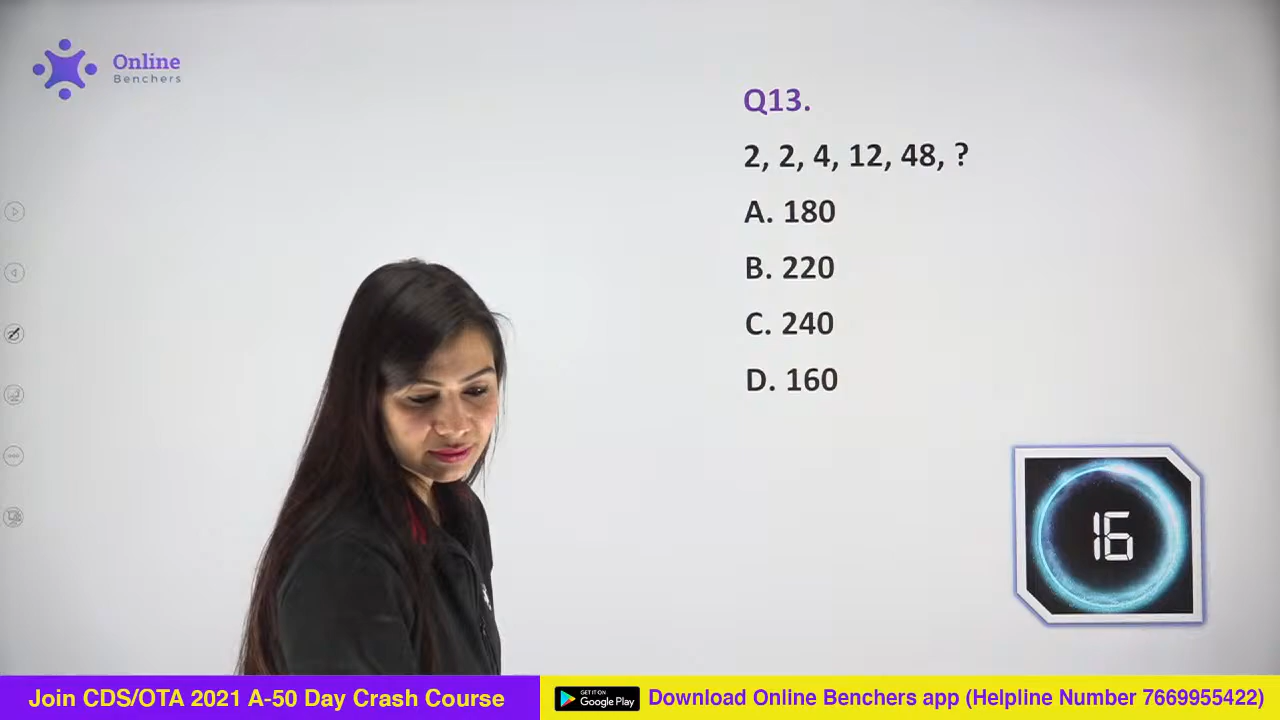 Online
Benchers
Q13.
2, 2, 4, 12, 48, ?
A. 180
B. 220
C. 240
D. 160
16
Join CDS/OTA 2021 A-50 Day Crash Course
GET IT ON
Google Play
Download Online Benchers app (Helpline Number 7669955422)